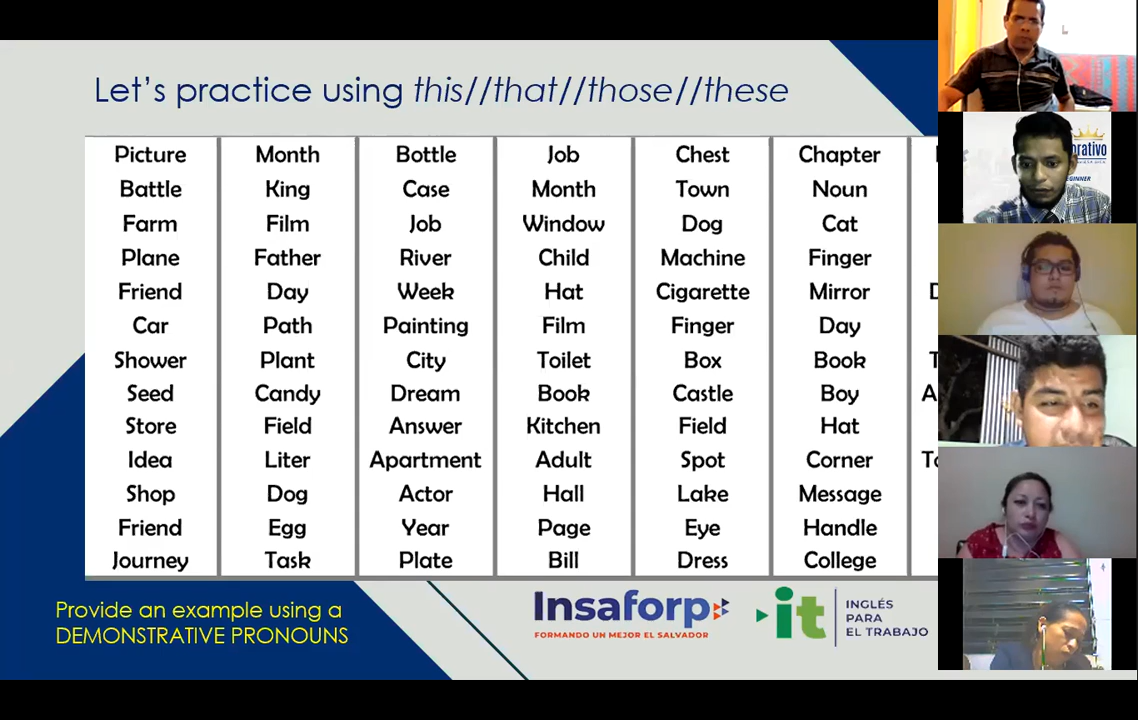 Let's practice using this//that//those//these
Picture Month Bottle Job Chest Chapter
Battle King Case Month Town Noun
Farm Film Job Window Dog Cat
Plane Father River Child Machine Finger
Friend Day Week Hat Cigarette Mirror
Car Path Painting Film Finger Day
Shower Plant City Toilet Box Book
Seed Candy Dream Book Castle Boy
Store Field Answer Kitchen Field Hat
Idea Liter Apartment Adult Spot Corner
Shop Dog Actor Hall Lake Message
Friend Egg Year Page Eye Handle
Journey Task Plate Bill Dress College
Provide an example using a
DEMONSTRATIVE PRONOUNS
Insaforp
FORMANDO UN MEJOR EL SALVADOR
it
INGLÉS
PARA
EL TRABAJO